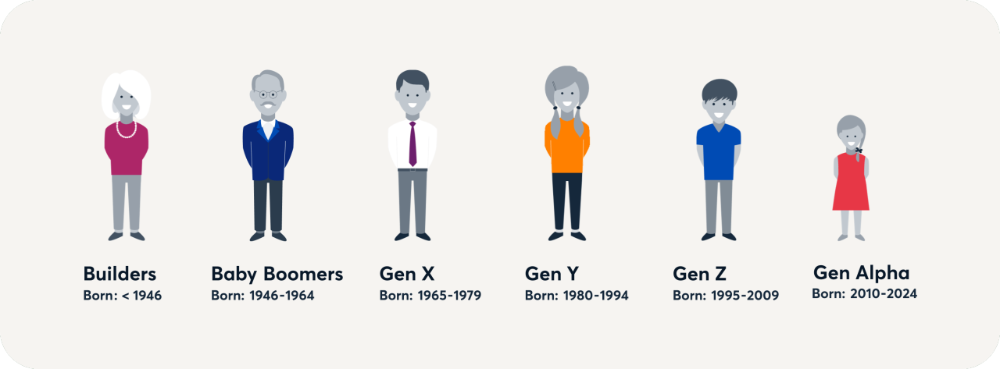 Builders
Born: < 1946
Baby Boomers
Born: 1946-1964
Gen X
Born: 1965-1979
Gen Y
Born: 1980-1994
Gen Z
Born: 1995-2009
Gen Alpha
Born: 2010-2024